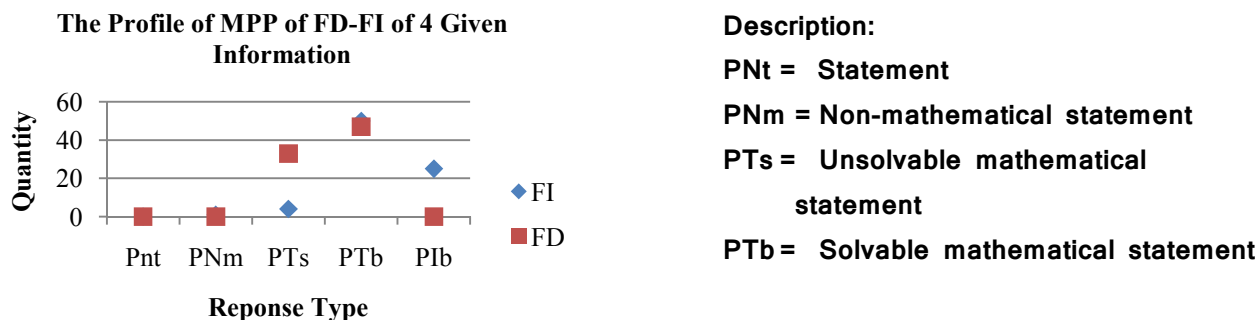 The Profile of MPP of FD-FI of 4 Given
Information
Quantity
60
40
20
0
Pnt PNm PTs PTb PIb
Reponse Type
FI
FD
Description:
PNt = Statement
PNm = Non-mathematical statement
PTs = Unsolvable mathematical
statement
PTb = Solvable mathematical statement